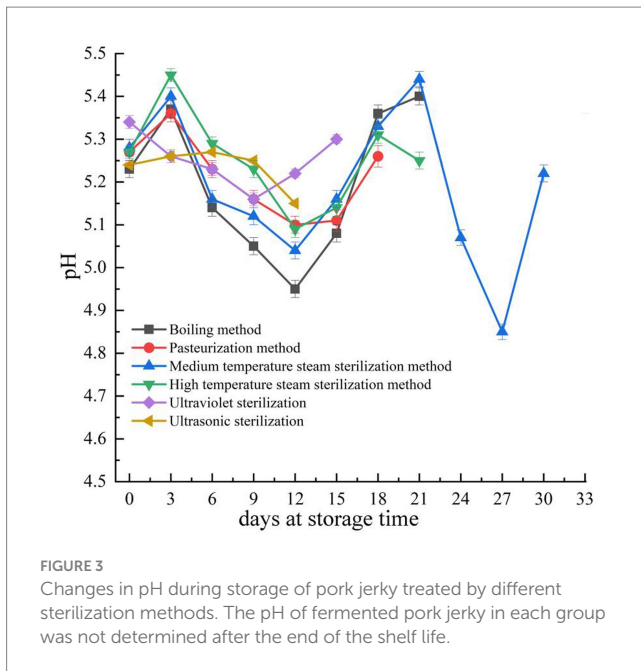 5.5
5.4
5.3
5.2
5.1
5.0
4.9
4.8
4.7
4.6
4.5
pH
Boiling method
Pasteurization method
Medium temperature steam sterilization method
High temperature steam sterilization method
Ultraviolet sterilization
Ultrasonic sterilization
0 3 6 9 12 15 18 21 24 27 30 33
days at storage time
FIGURE 3
Changes in pH during storage of pork jerky treated by different
sterilization methods. The pH of fermented pork jerky in each group
was not determined after the end of the shelf life.